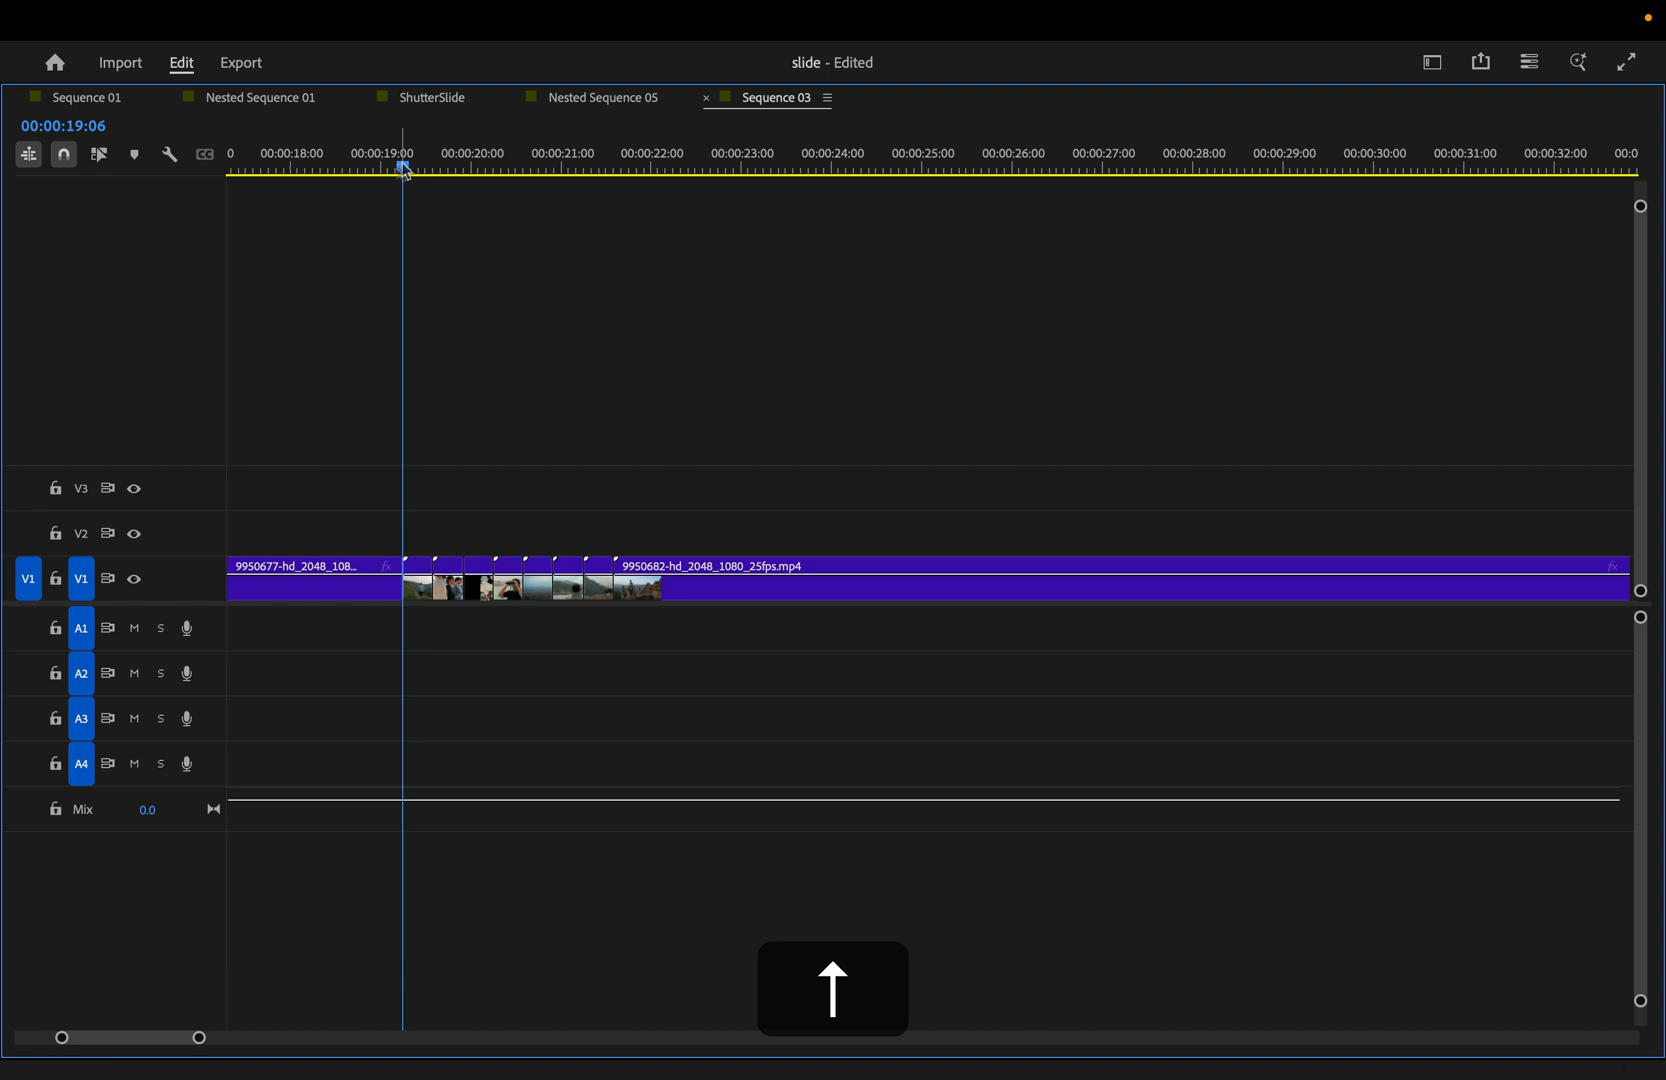 Import Edit Export
slide - Edited
Sequence 01
Nested Sequence 01
ShutterSlide
Nested Sequence 05
× Sequence 03
00:00:19:06
CC
0 00:00:18:00 00:00:19:00 00:00:20:00 00:00:21:00 00:00:22:00 00:00:23:00 00:00:24:00 00:00:25:00 00:00:26:00 00:00:27:00 00:00:28:00 00:00:29:00 00:00:30:00 00:00:31:00 00:00:32:00 00:0
V3
V2
V1 V1
9950677-hd_2048_108... fx
9950682-hd_2048_1080_25fps.mp4 fx
A1 M S
A2 M S
A3 M S
A4 M S
Mix 0.0
↑